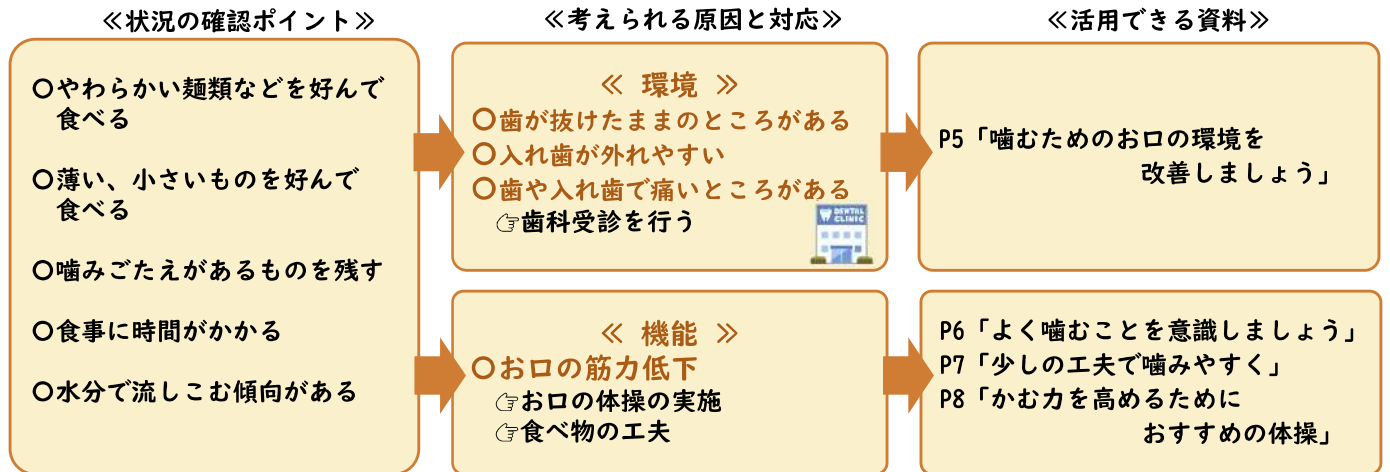 ≪状況の確認ポイント≫
○やわらかい麺類などを好んで
食べる
○薄い、小さいものを好んで
食べる
○噛みごたえがあるものを残す
○食事に時間がかかる
○水分で流しこむ傾向がある
≪考えられる原因と対応≫
≪ 環境 ≫
○歯が抜けたままのところがある
○入れ歯が外れやすい
○歯や入れ歯で痛いところがある
☞歯科受診を行う
DENTAL
CLINIC
≪ 機能 ≫
○お口の筋力低下
☞お口の体操の実施
☞食べ物の工夫
≪活用できる資料≫
P5「噛むためのお口の環境を
改善しましょう」
P6「よく噛むことを意識しましょう」
P7「少しの工夫で噛みやすく」
P8「かむ力を高めるために
おすすめの体操」